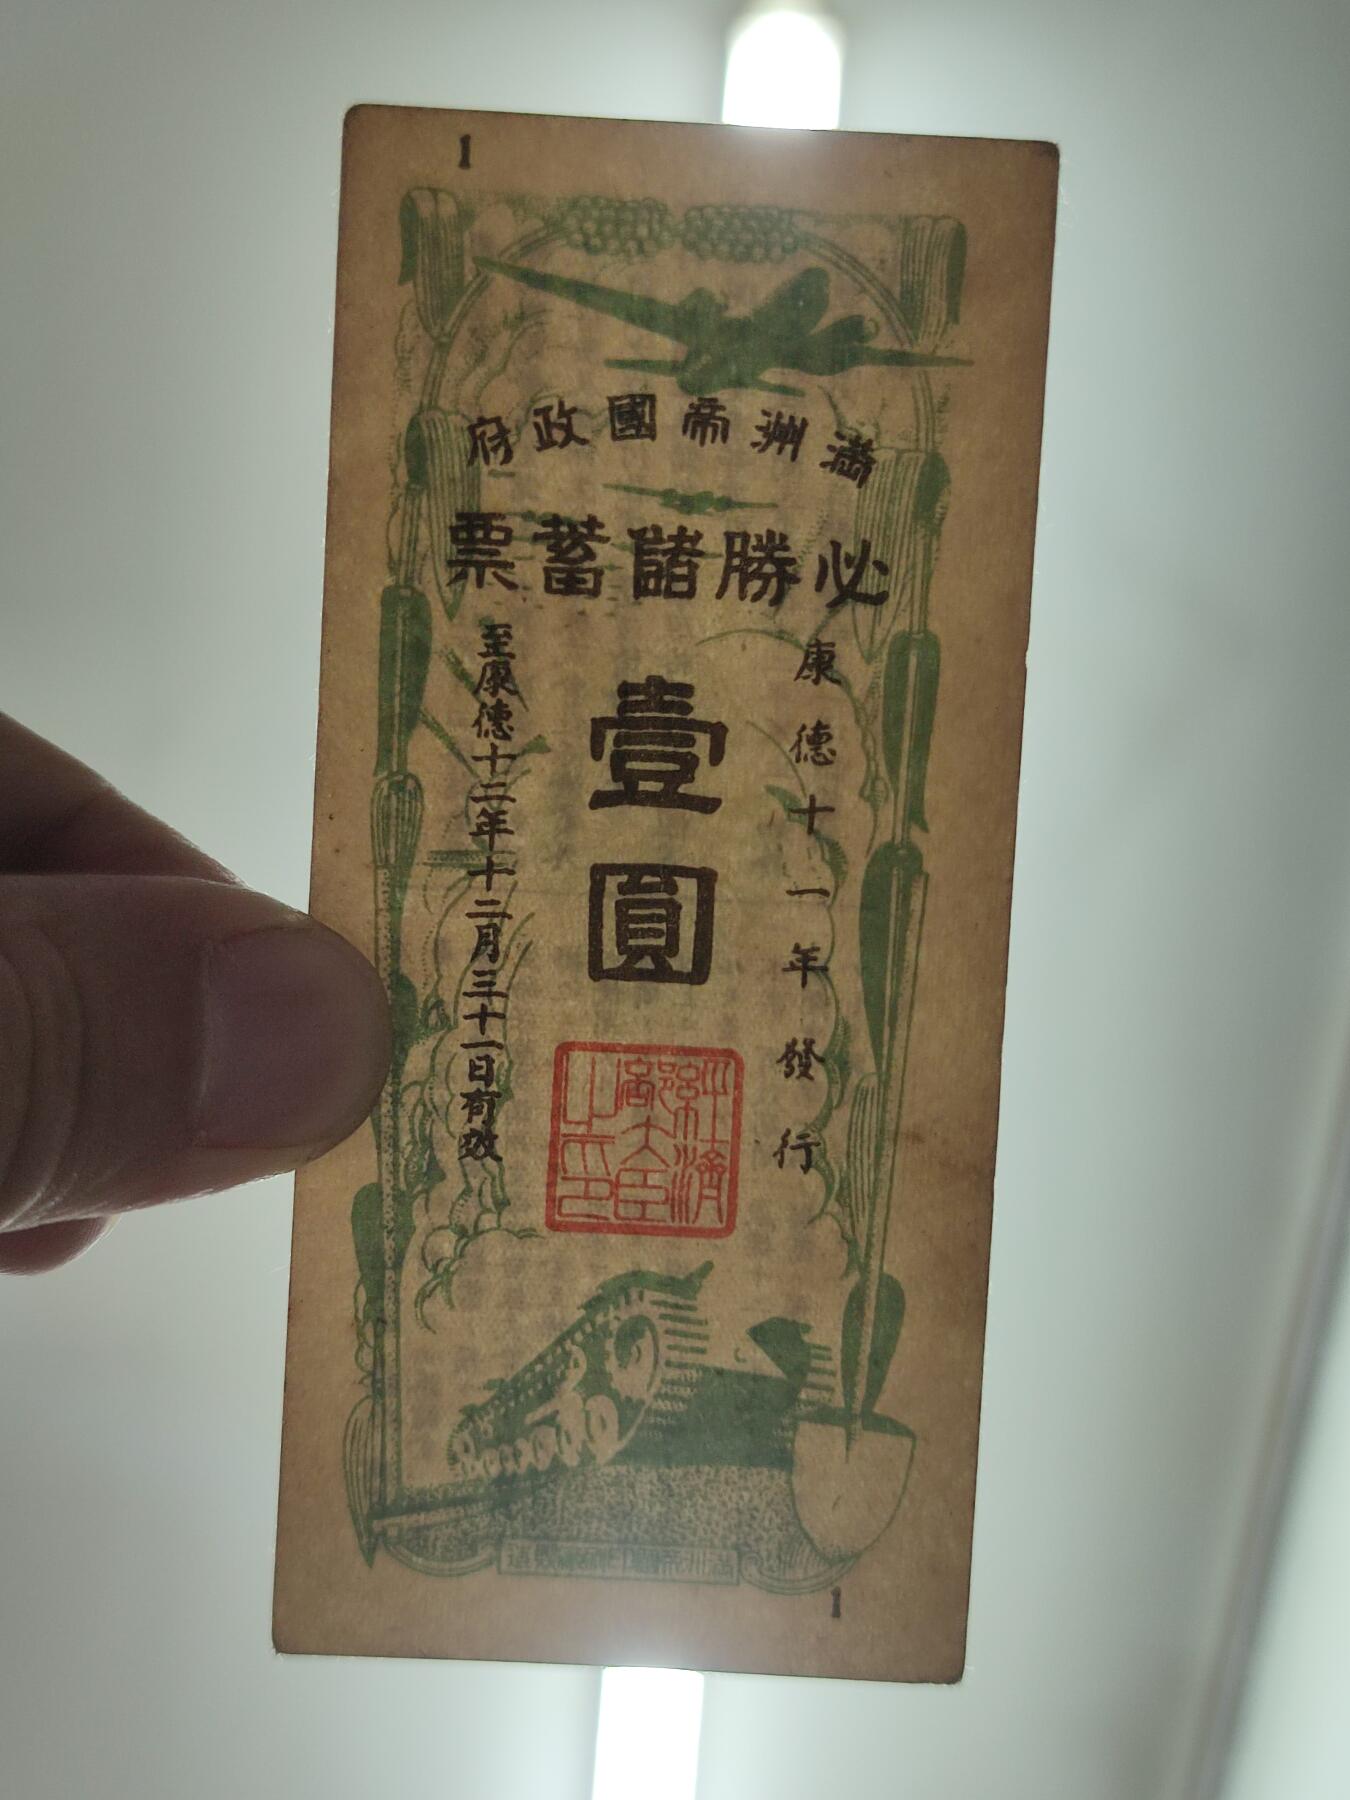 1
滿洲帝國政府
必勝儲蓄票
康德十一年發行
壹圓
至康德十二年十二月三十一日有效
經濟部大臣之印
1